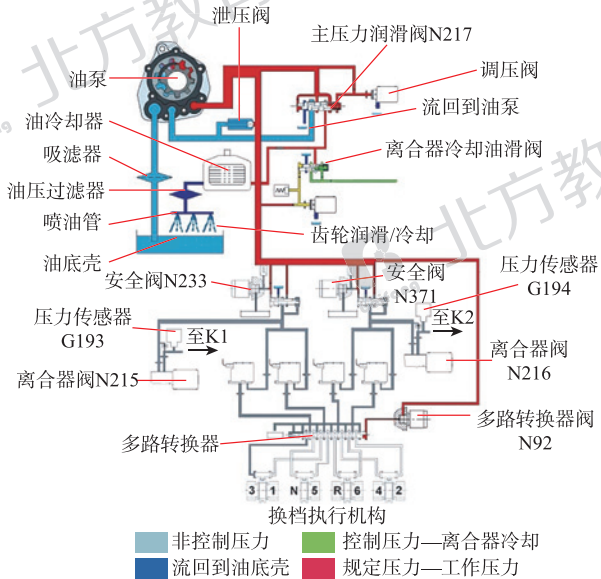 泄压阀
主压力润滑阀N217
油泵
调压阀
流回到油泵
油冷却器
离合器冷却油滑阀
吸滤器
油压过滤器
喷油管
齿轮润滑/冷却
油底壳
安全阀N233
安全阀
N371
压力传感器
G194
压力传感器
G193
至K1
至K2
离合器阀N215
离合器阀
N216
多路转换器
多路转换器阀
N92
3 1 N 5 R 6 4 2
换档执行机构
非控制压力
控制压力—离合器冷却
流回到油底壳
规定压力—工作压力
北方教
北方教